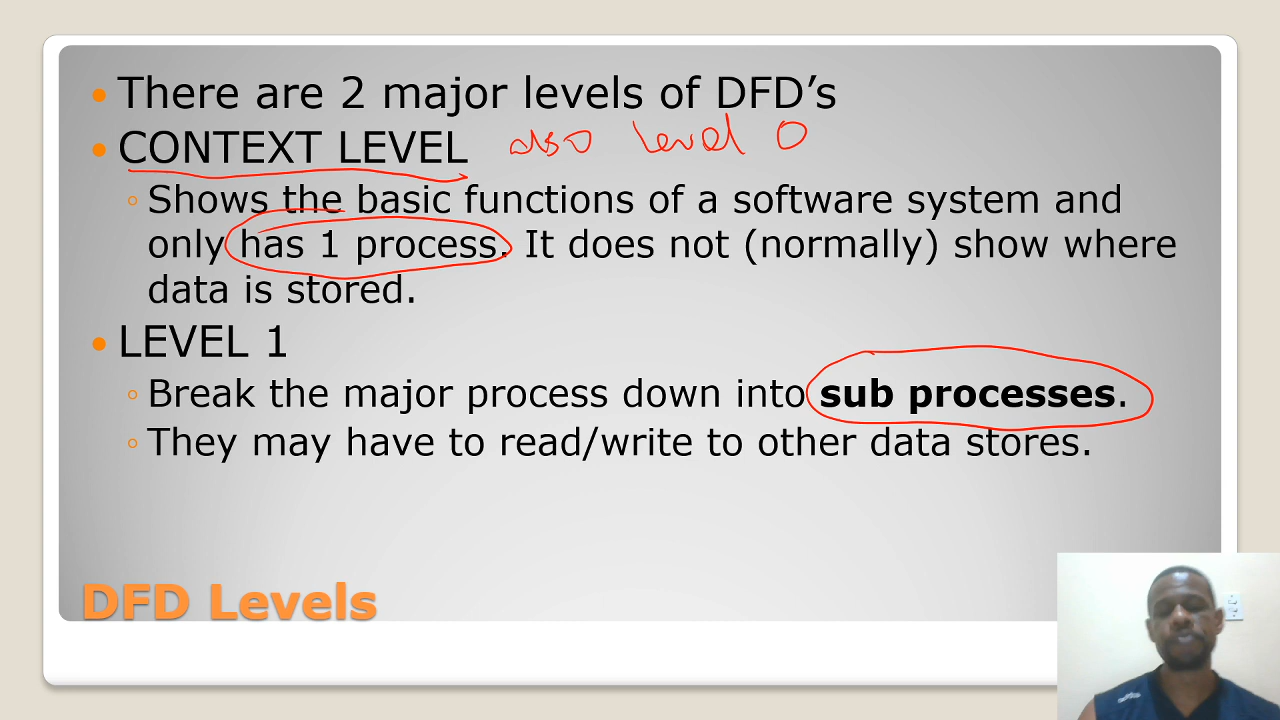 There are 2 major levels of DFD's
CONTEXT LEVEL also level 0
Shows the basic functions of a software system and
only has 1 process. It does not (normally) show where
data is stored.
LEVEL 1
Break the major process down into sub processes.
They may have to read/write to other data stores.
DFD Levels